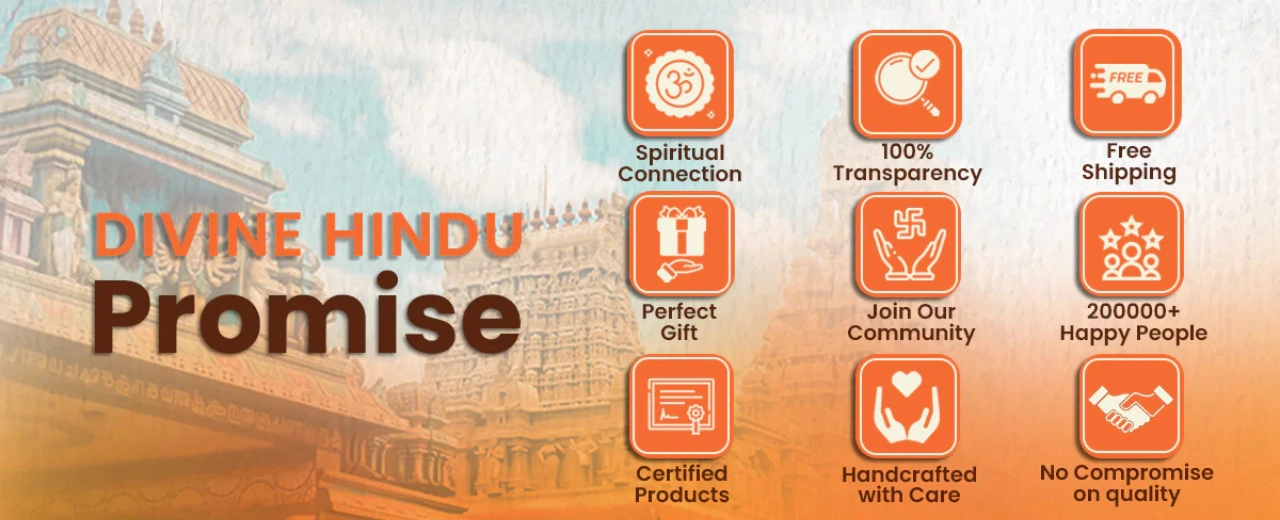 DIVINE HINDU
Promise
ॐ
Spiritual
Connection
100%
Transparency
FREE
Free
Shipping
Perfect
Gift
Join Our
Community
200000+
Happy People
Certified
Products
Handcrafted
with Care
No Compromise
on quality